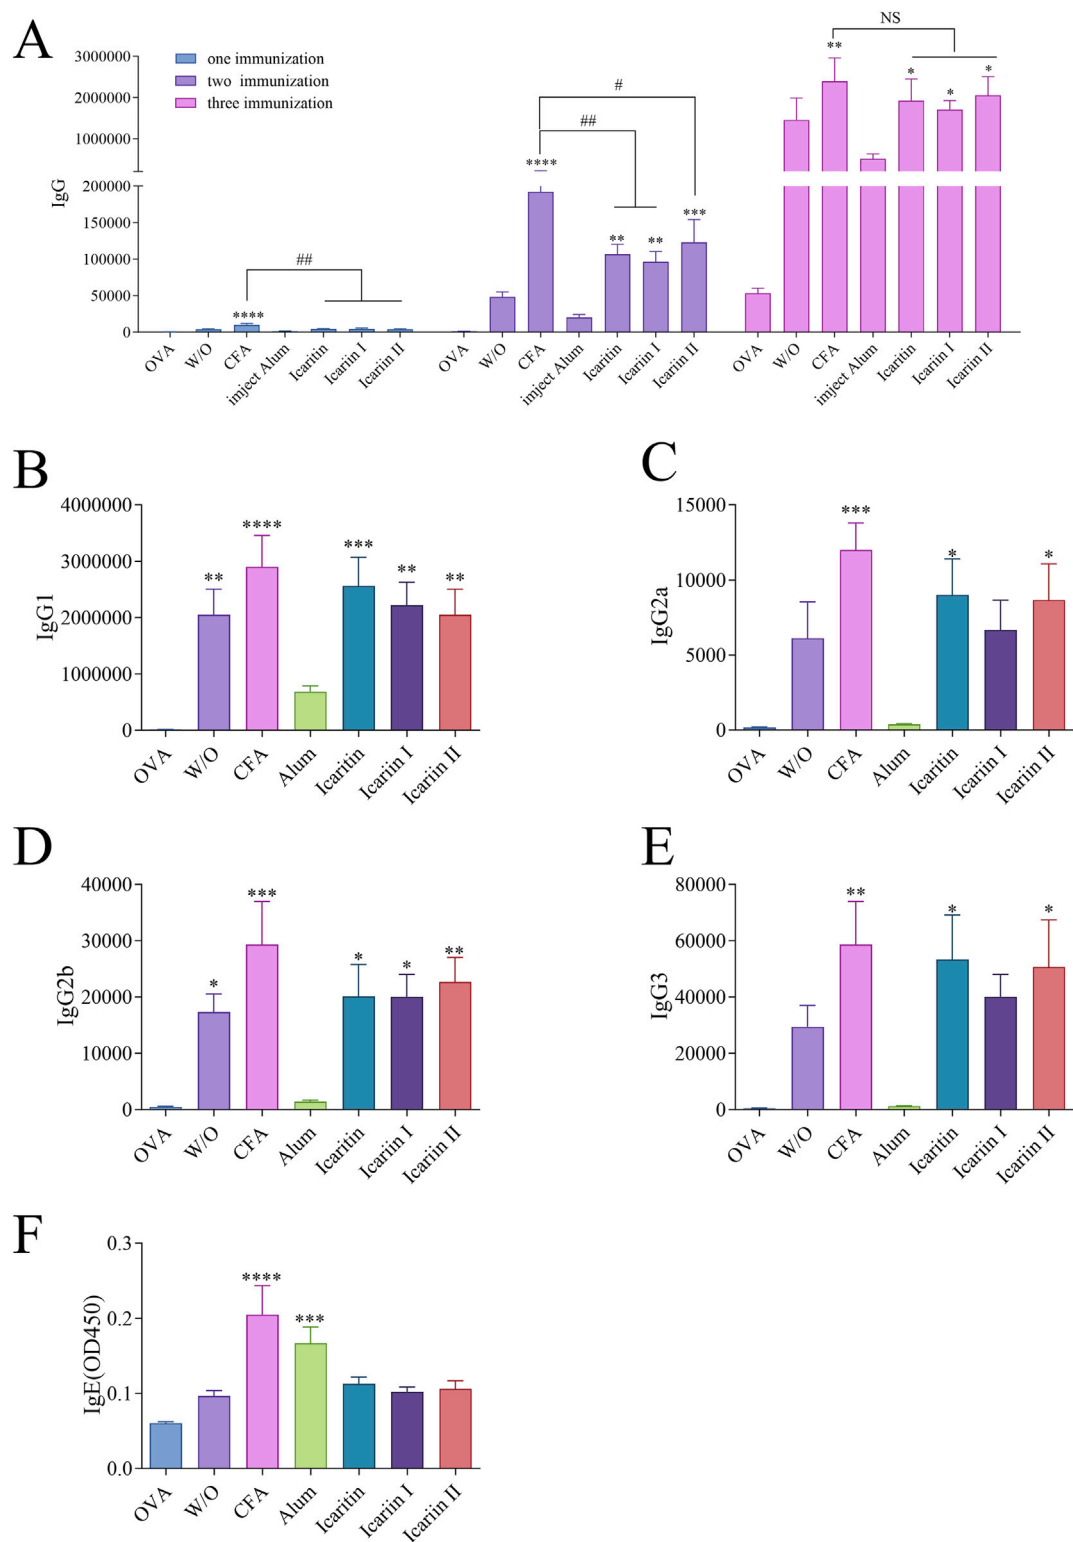 A
one immunization
two immunization
three immunization
IgG
3000000
2000000
1000000
200000
150000
100000
50000
0
****
##
****
##
#
**
**
***
**
NS
*
*
*
OVA
W/O
CFA
imject Alum
Icaritin
Icariin I
Icariin II
OVA
W/O
CFA
imject Alum
Icaritin
Icariin I
Icariin II
OVA
W/O
CFA
imject Alum
Icaritin
Icariin I
Icariin II
B
IgG1
4000000
3000000
2000000
1000000
0
**
****
***
**
**
OVA
W/O
CFA
Alum
Icaritin
Icariin I
Icariin II
C
IgG2a
15000
10000
5000
0
***
*
*
OVA
W/O
CFA
Alum
Icaritin
Icariin I
Icariin II
D
IgG2b
40000
30000
20000
10000
0
*
***
*
*
**
OVA
W/O
CFA
Alum
Icaritin
Icariin I
Icariin II
E
IgG3
80000
60000
40000
20000
0
**
*
*
OVA
W/O
CFA
Alum
Icaritin
Icariin I
Icariin II
F
IgE(OD450)
0.3
0.2
0.1
0.0
****
***
OVA
W/O
CFA
Alum
Icaritin
Icariin I
Icariin II